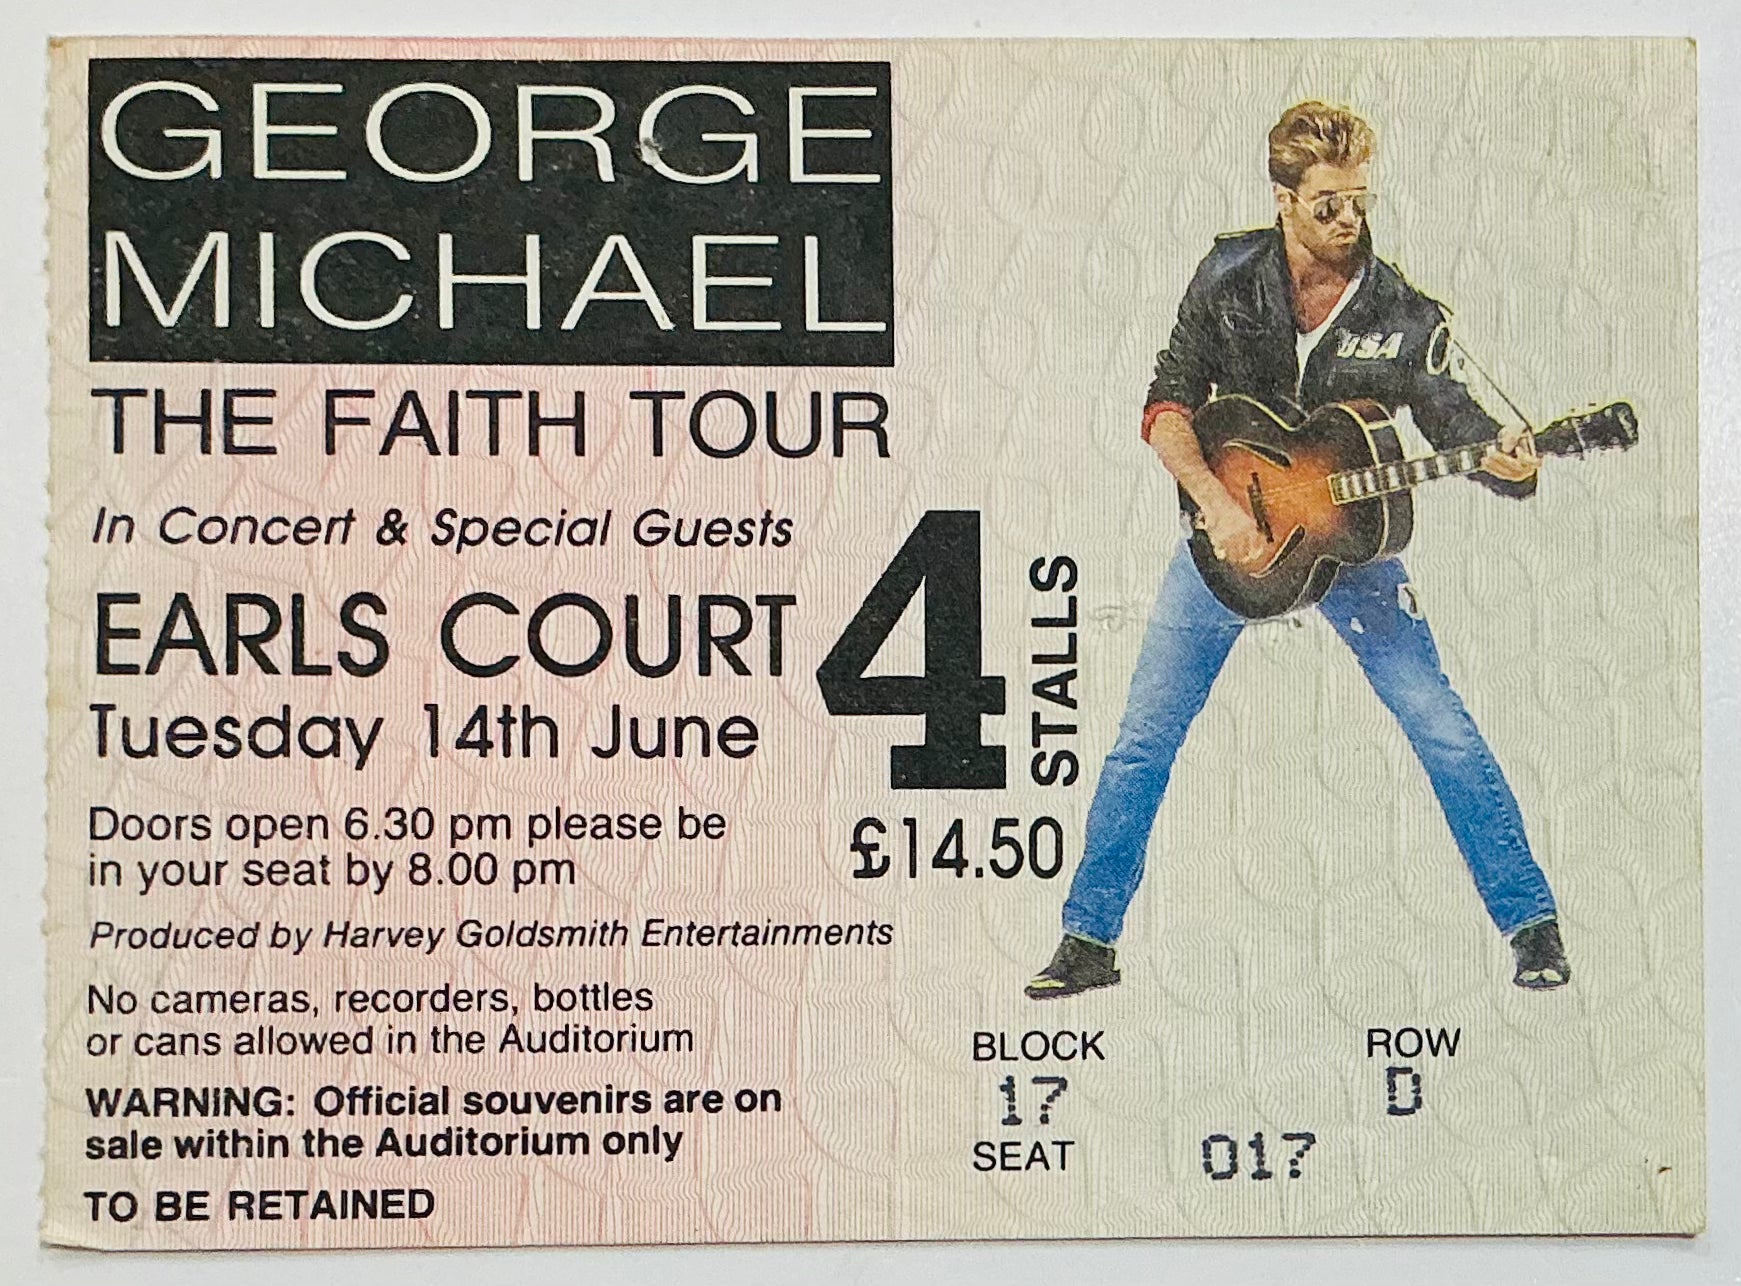 GEORGE
MICHAEL
THE FAITH TOUR
In Concert & Special Guests
EARLS COURT
Tuesday 14th June
4
STALLS
£14.50
Doors open 6.30 pm please be
in your seat by 8.00 pm
Produced by Harvey Goldsmith Entertainments
No cameras, recorders, bottles
or cans allowed in the Auditorium
WARNING: Official souvenirs are on
sale within the Auditorium only
TO BE RETAINED
USA
BLOCK ROW
17 D
SEAT 017